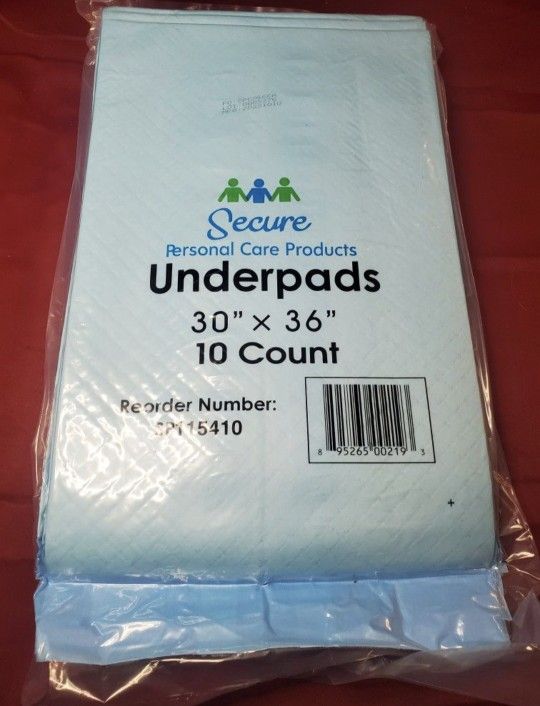 Secure
Personal Care Products
Underpads
30" × 36"
10 Count
Reorder Number:
SP115410
8 95265 00219 3